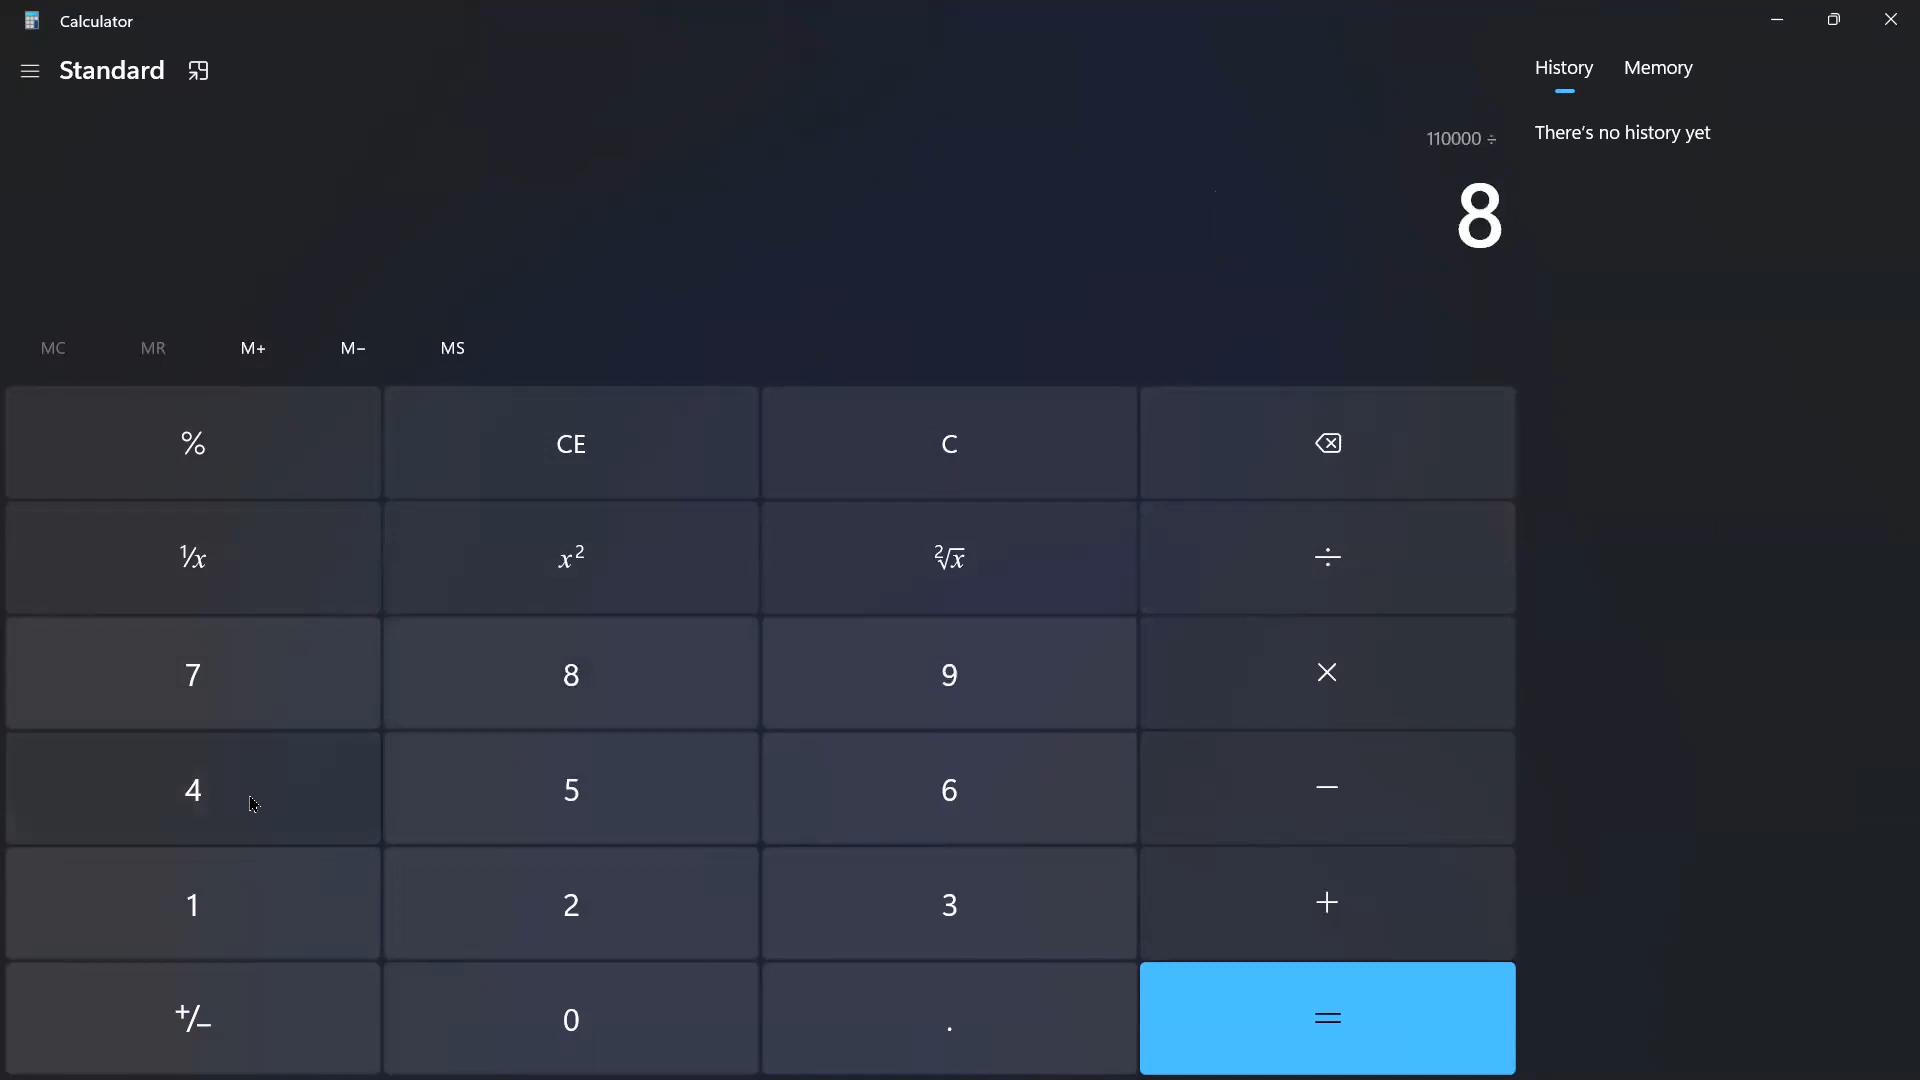 Calculator
Standard
History Memory
There's no history yet
110000 ÷
8
MC MR M+ M− MS
% CE C
⅟x x² ²√x ÷
7 8 9 ×
4 5 6 −
1 2 3 +
+/− 0 . =